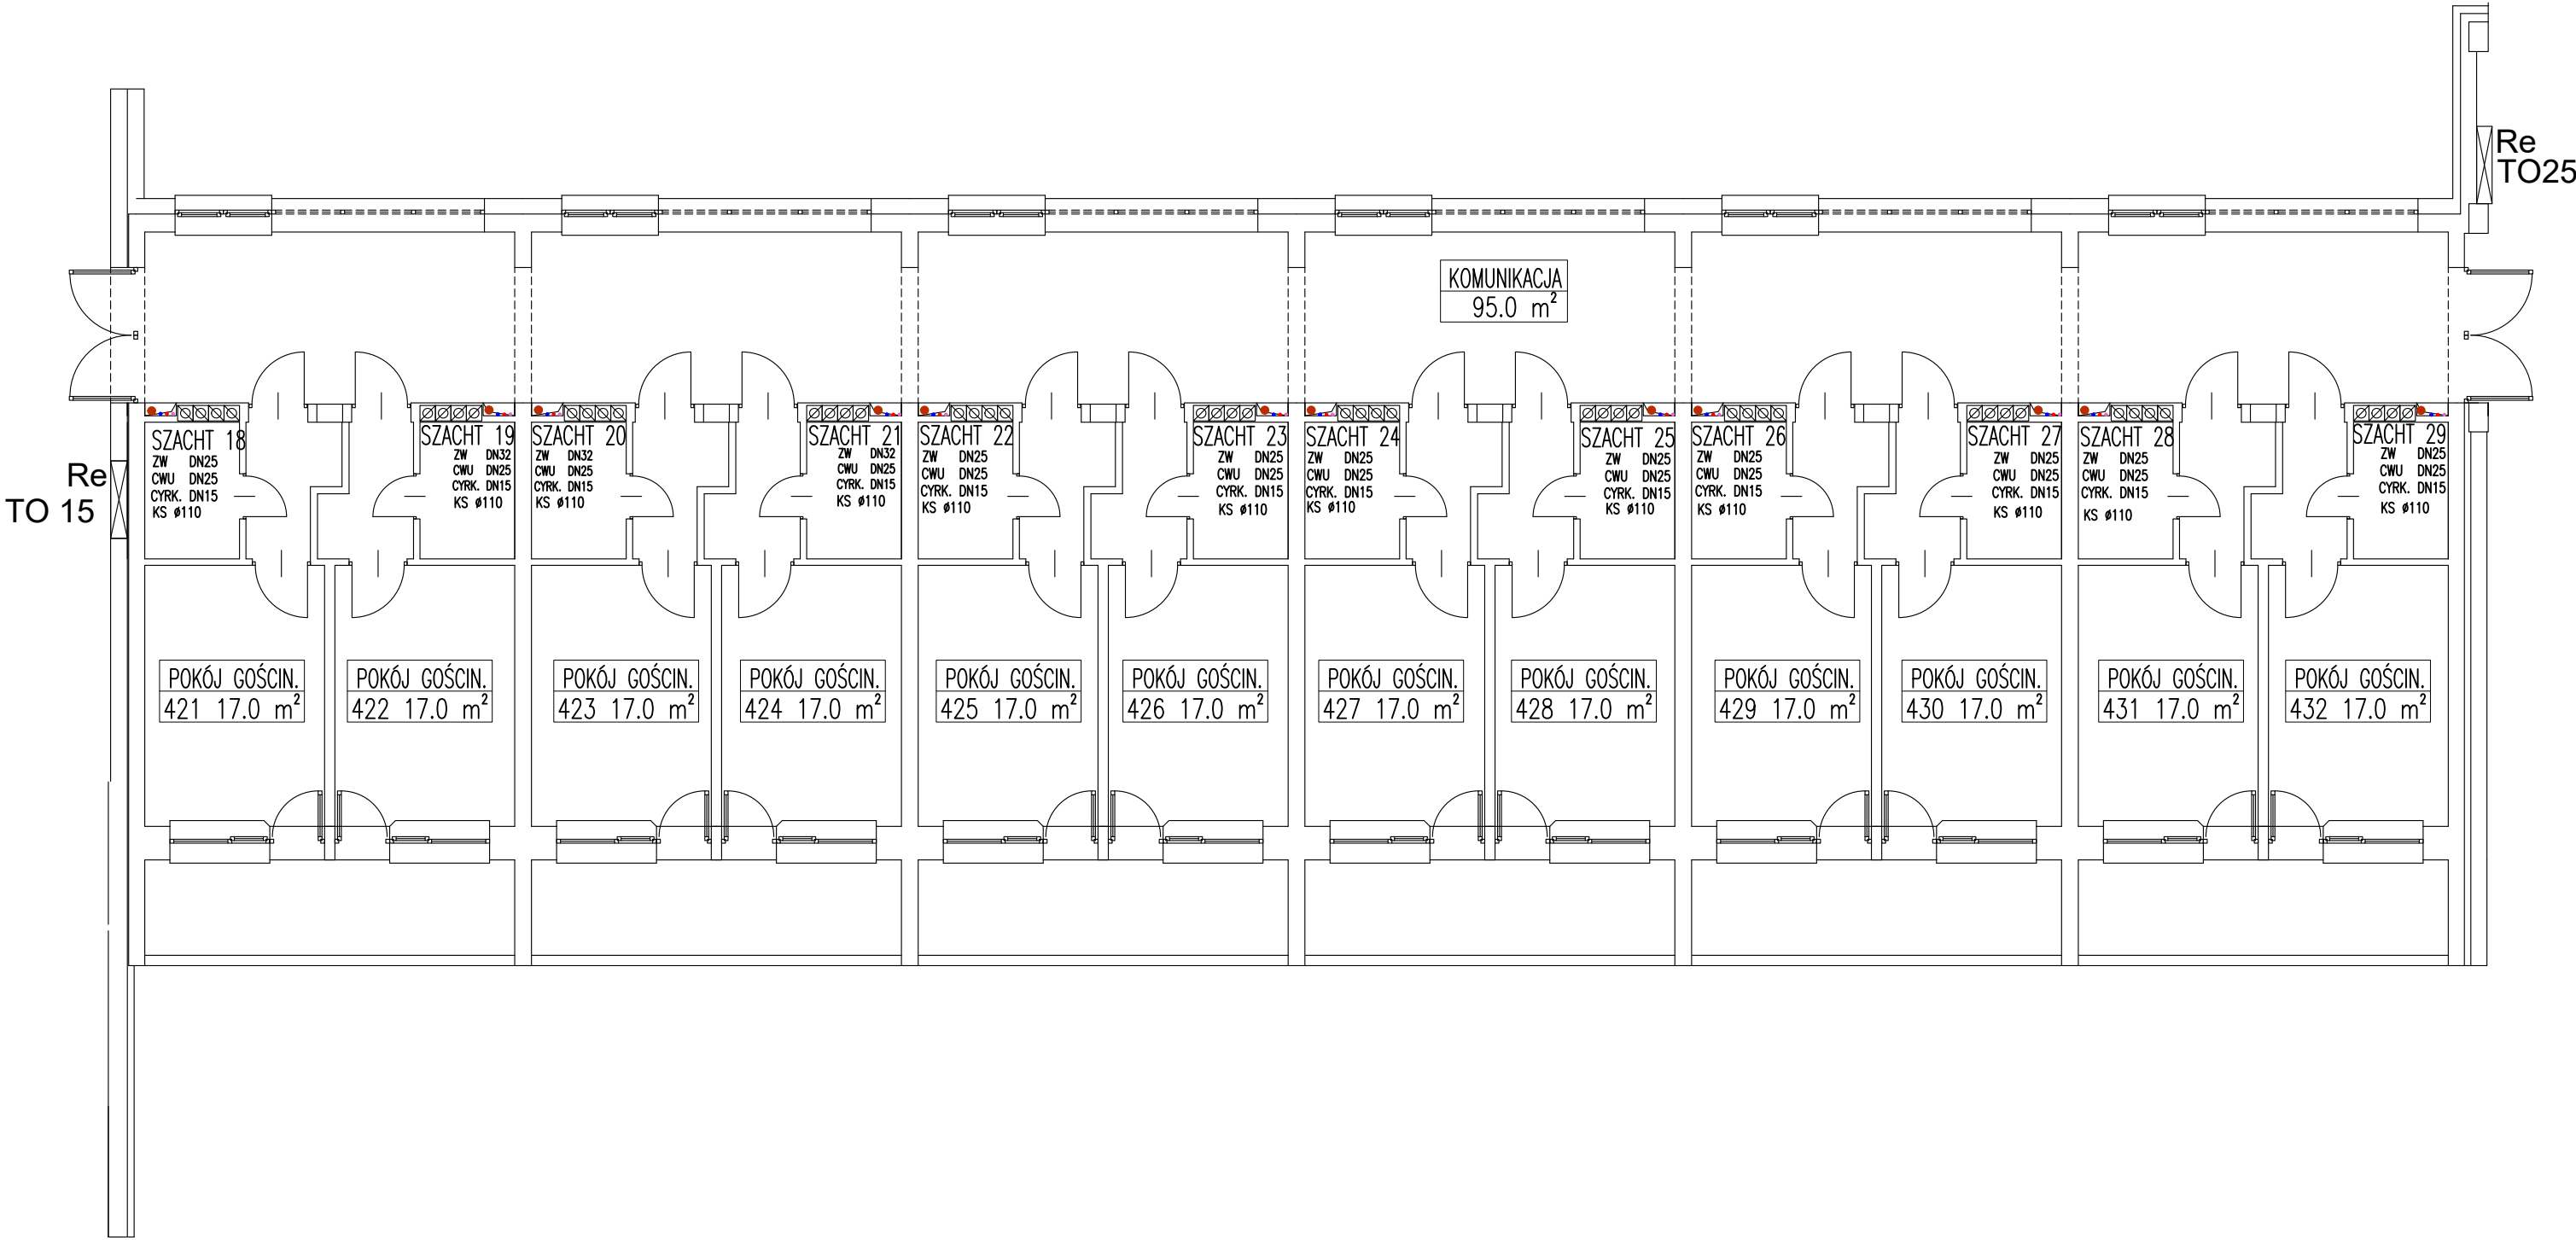 Re
TO25
KOMUNIKACJA
95.0 m²
Re
TO 15
SZACHT 18
ZW DN25
CWU DN25
CYRK. DN15
KS ø110
SZACHT 19
ZW DN32
CWU DN25
CYRK. DN15
KS ø110
SZACHT 20
ZW DN32
CWU DN25
CYRK. DN15
KS ø110
SZACHT 21
ZW DN32
CWU DN25
CYRK. DN15
KS ø110
SZACHT 22
ZW DN25
CWU DN25
CYRK. DN15
KS ø110
SZACHT 23
ZW DN25
CWU DN25
CYRK. DN15
KS ø110
SZACHT 24
ZW DN25
CWU DN25
CYRK. DN15
KS ø110
SZACHT 25
ZW DN25
CWU DN25
CYRK. DN15
KS ø110
SZACHT 26
ZW DN25
CWU DN25
CYRK. DN15
KS ø110
SZACHT 27
ZW DN25
CWU DN25
CYRK. DN15
KS ø110
SZACHT 28
ZW DN25
CWU DN25
CYRK. DN15
KS ø110
SZACHT 29
ZW DN25
CWU DN25
CYRK. DN15
KS ø110
POKÓJ GOŚCIN.
421 17.0 m²
POKÓJ GOŚCIN.
422 17.0 m²
POKÓJ GOŚCIN.
423 17.0 m²
POKÓJ GOŚCIN.
424 17.0 m²
POKÓJ GOŚCIN.
425 17.0 m²
POKÓJ GOŚCIN.
426 17.0 m²
POKÓJ GOŚCIN.
427 17.0 m²
POKÓJ GOŚCIN.
428 17.0 m²
POKÓJ GOŚCIN.
429 17.0 m²
POKÓJ GOŚCIN.
430 17.0 m²
POKÓJ GOŚCIN.
431 17.0 m²
POKÓJ GOŚCIN.
432 17.0 m²